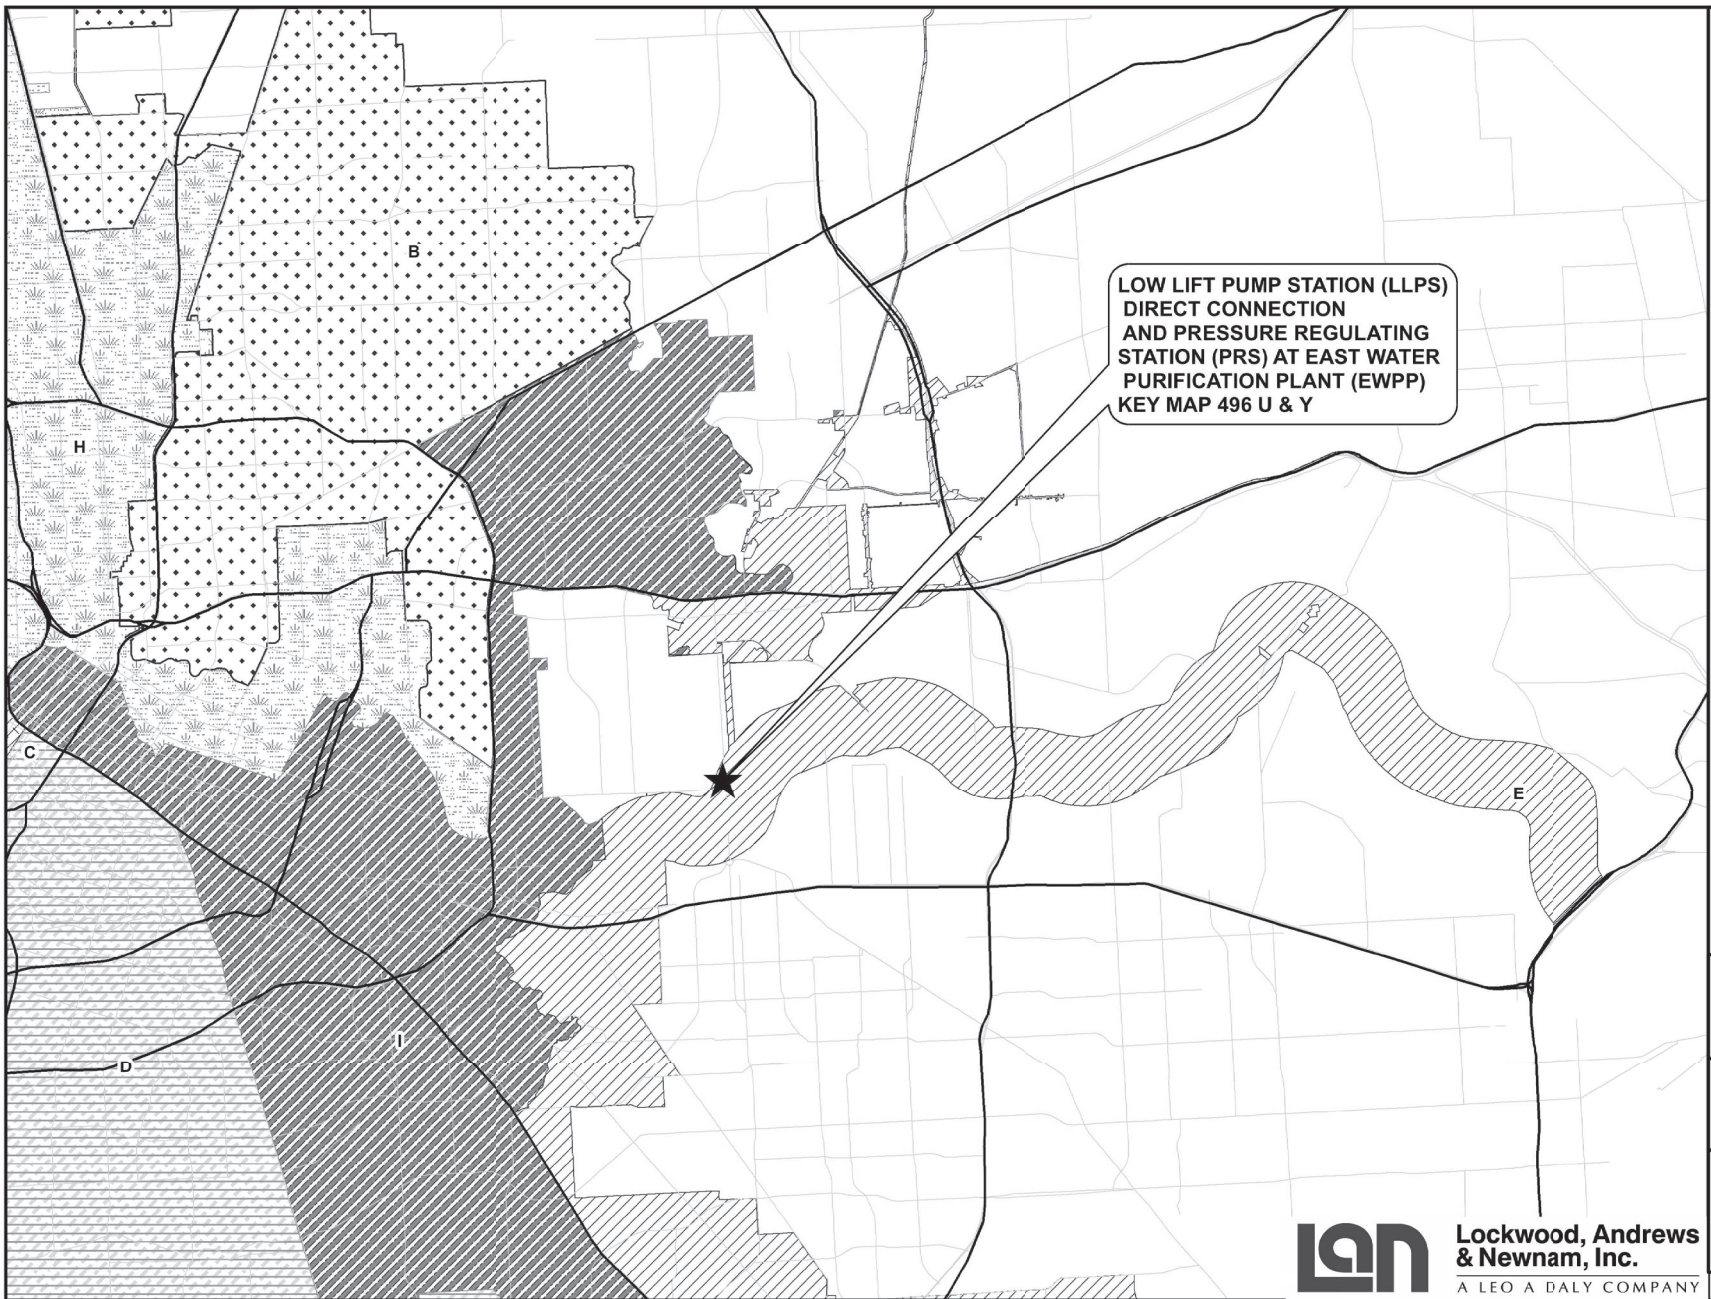 B
LOW LIFT PUMP STATION (LLPS)
DIRECT CONNECTION
AND PRESSURE REGULATING
STATION (PRS) AT EAST WATER
PURIFICATION PLANT (EWPP)
KEY MAP 496 U & Y
H
C
E
I
D
Lan
Lockwood, Andrews
& Newnam, Inc.
A LEO A DALY COMPANY